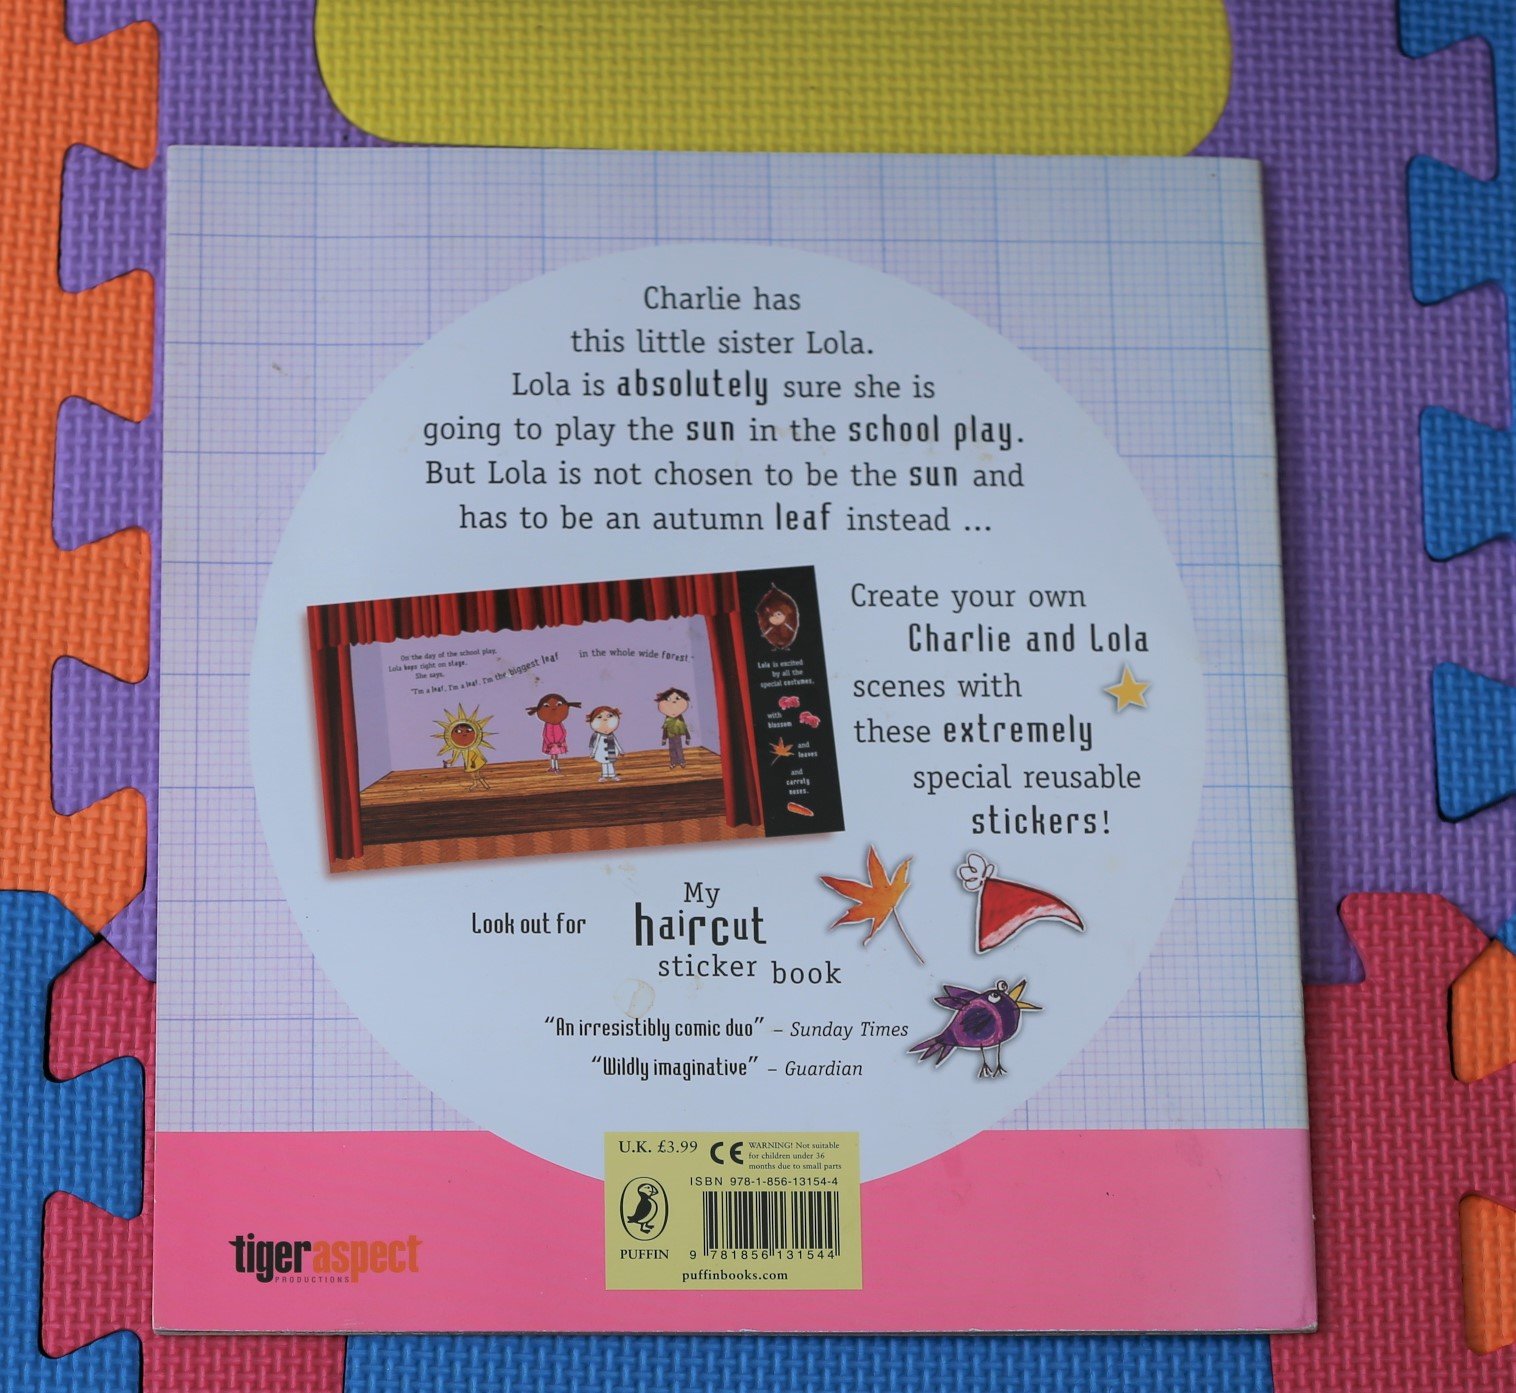 Charlie has
this little sister Lola.
Lola is absolutely sure she is
going to play the sun in the school play.
But Lola is not chosen to be the sun and
has to be an autumn leaf instead ...
On the day of the school play,
Lola hops right on stage.
She says,
"I'm a leaf, I'm a leaf. I'm the biggest leaf in the whole wide forest."
Lola is excited
by all the
special costumes,
with
blossom
and
leaves
and
carroty
noses.
Create your own
Charlie and Lola
scenes with
these extremely
special reusable
stickers!
Look out for
My
haircut
sticker book
"An irresistibly comic duo" – Sunday Times
"Wildly imaginative" – Guardian
U.K. £3.99
CE
WARNING! Not suitable
for children under 36
months due to small parts
ISBN 978-1-856-13154-4
9 781856 131544
PUFFIN
puffinbooks.com
tigeraspect
PRODUCTIONS